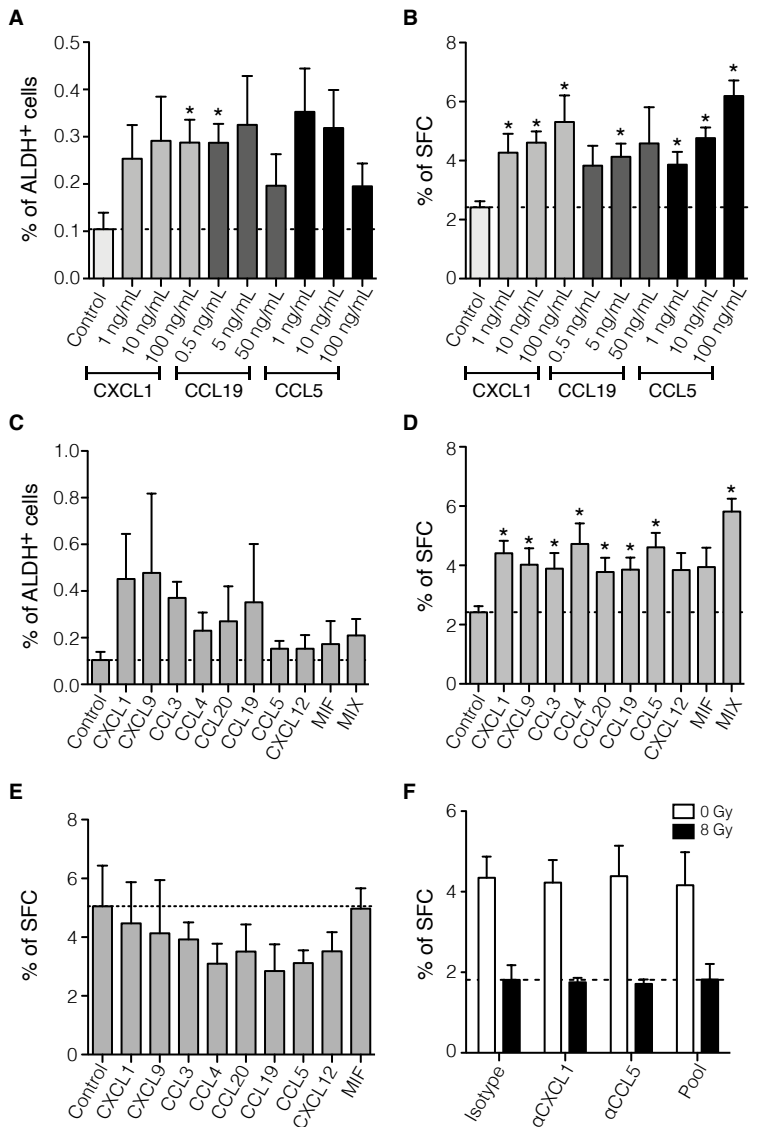 A
% of ALDH+ cells
0.5
0.4
0.3
0.2
0.1
0.0
* *
Control
1 ng/mL
10 ng/mL
100 ng/mL
0.5 ng/mL
5 ng/mL
50 ng/mL
1 ng/mL
10 ng/mL
100 ng/mL
CXCL1 CCL19 CCL5
B
% of SFC
8
6
4
2
0
* * * * * * *
Control
1 ng/mL
10 ng/mL
100 ng/mL
0.5 ng/mL
5 ng/mL
50 ng/mL
1 ng/mL
10 ng/mL
100 ng/mL
CXCL1 CCL19 CCL5
C
% of ALDH+ cells
1.0
0.8
0.6
0.4
0.2
0.0
Control
CXCL1
CXCL9
CCL3
CCL4
CCL20
CCL19
CCL5
CXCL12
MIF
MIX
D
% of SFC
8
6
4
2
0
* * * * * * * *
Control
CXCL1
CXCL9
CCL3
CCL4
CCL20
CCL19
CCL5
CXCL12
MIF
MIX
E
% of SFC
8
6
4
2
0
Control
CXCL1
CXCL9
CCL3
CCL4
CCL20
CCL19
CCL5
CXCL12
MIF
F
% of SFC
6
4
2
0
0 Gy
8 Gy
Isotype
αCXCL1
αCCL5
Pool